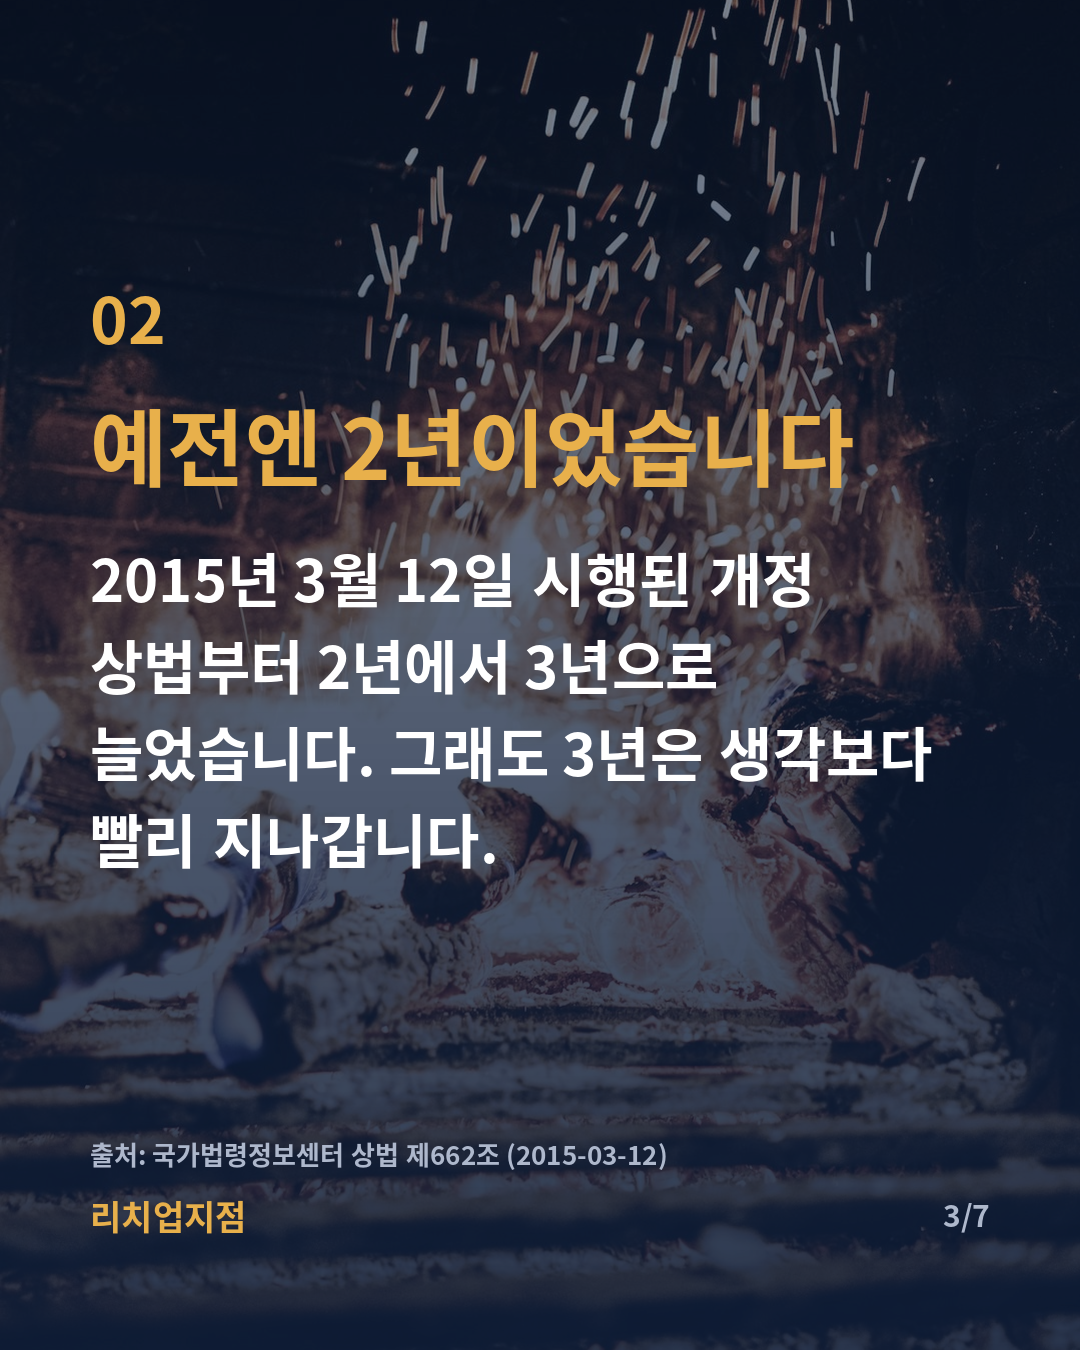 02
예전엔 2년이었습니다
2015년 3월 12일 시행된 개정
상법부터 2년에서 3년으로
늘었습니다. 그래도 3년은 생각보다
빨리 지나갑니다.
출처: 국가법령정보센터 상법 제662조 (2015-03-12)
리치업지점
3/7